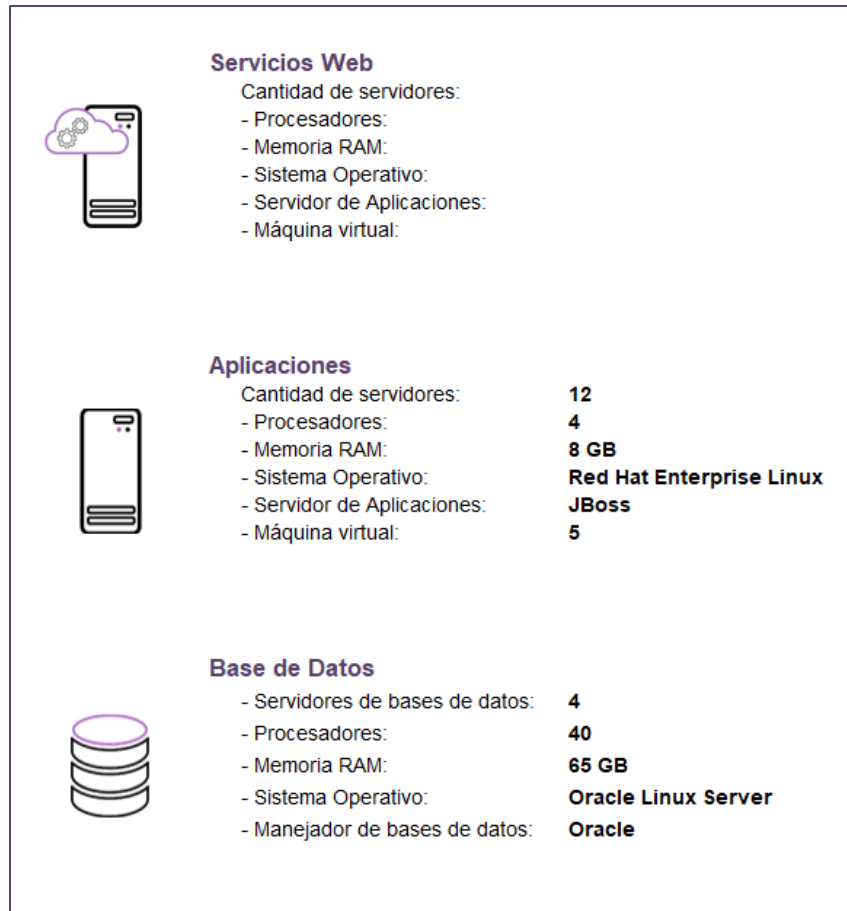 Servicios Web
Cantidad de servidores:
- Procesadores:
- Memoria RAM:
- Sistema Operativo:
- Servidor de Aplicaciones:
- Máquina virtual:
Aplicaciones
Cantidad de servidores: 12
- Procesadores: 4
- Memoria RAM: 8 GB
- Sistema Operativo: Red Hat Enterprise Linux
- Servidor de Aplicaciones: JBoss
- Máquina virtual: 5
Base de Datos
- Servidores de bases de datos: 4
- Procesadores: 40
- Memoria RAM: 65 GB
- Sistema Operativo: Oracle Linux Server
- Manejador de bases de datos: Oracle